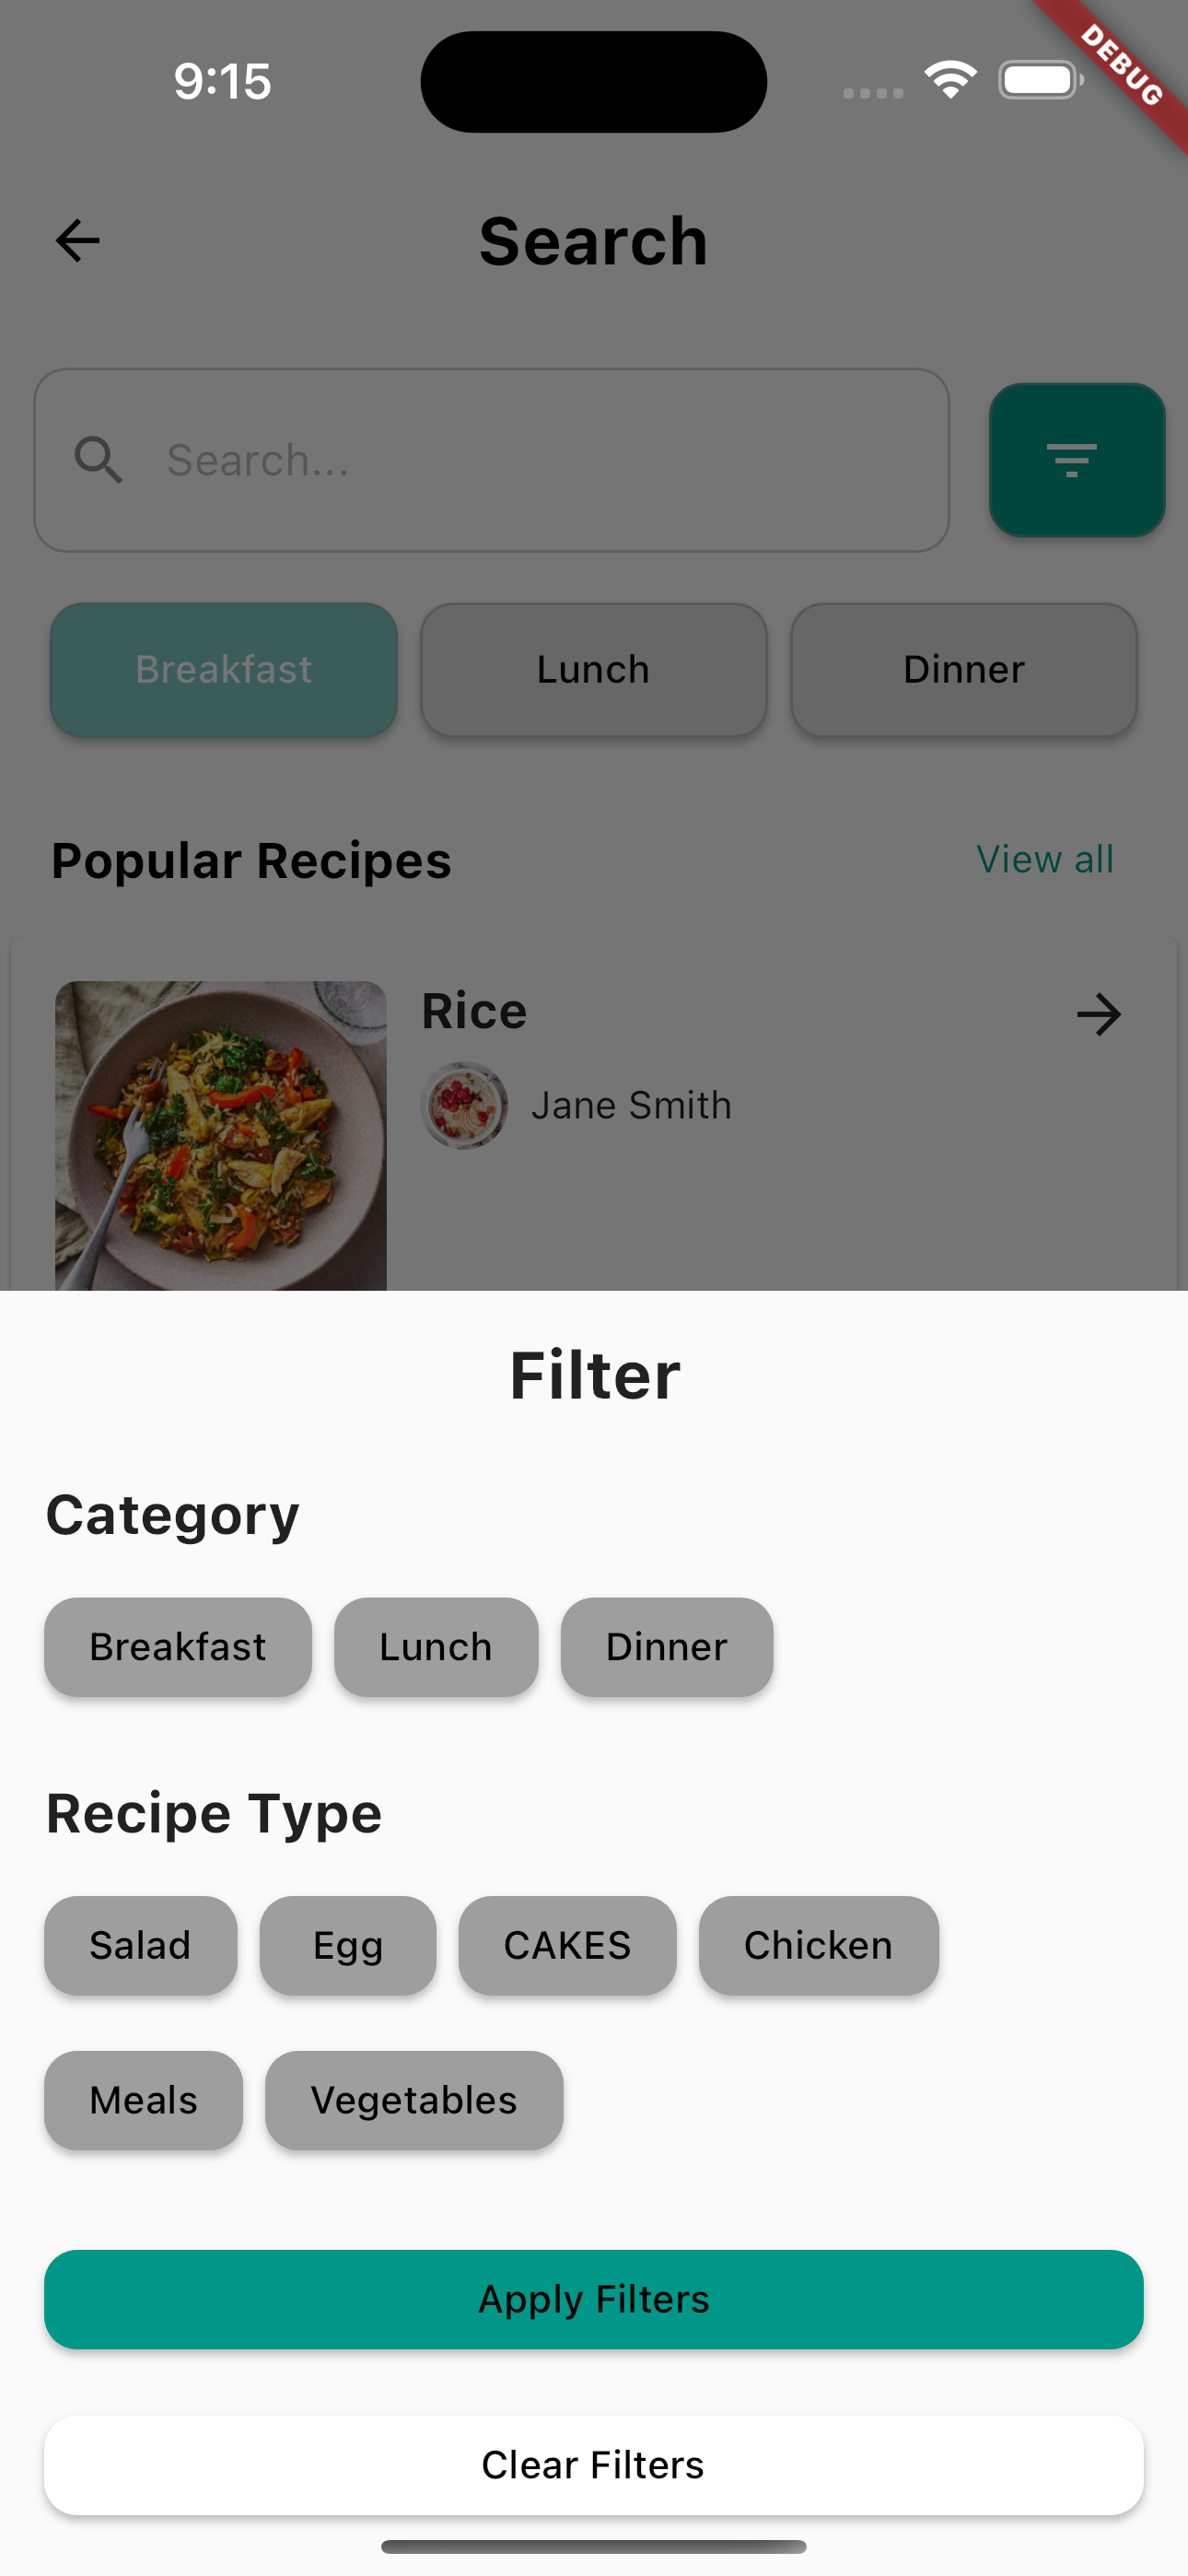 9:15
DEBUG
Search
Search...
Breakfast Lunch Dinner
Popular Recipes View all
Rice
Jane Smith
Filter
Category
Breakfast Lunch Dinner
Recipe Type
Salad Egg CAKES Chicken
Meals Vegetables
Apply Filters
Clear Filters